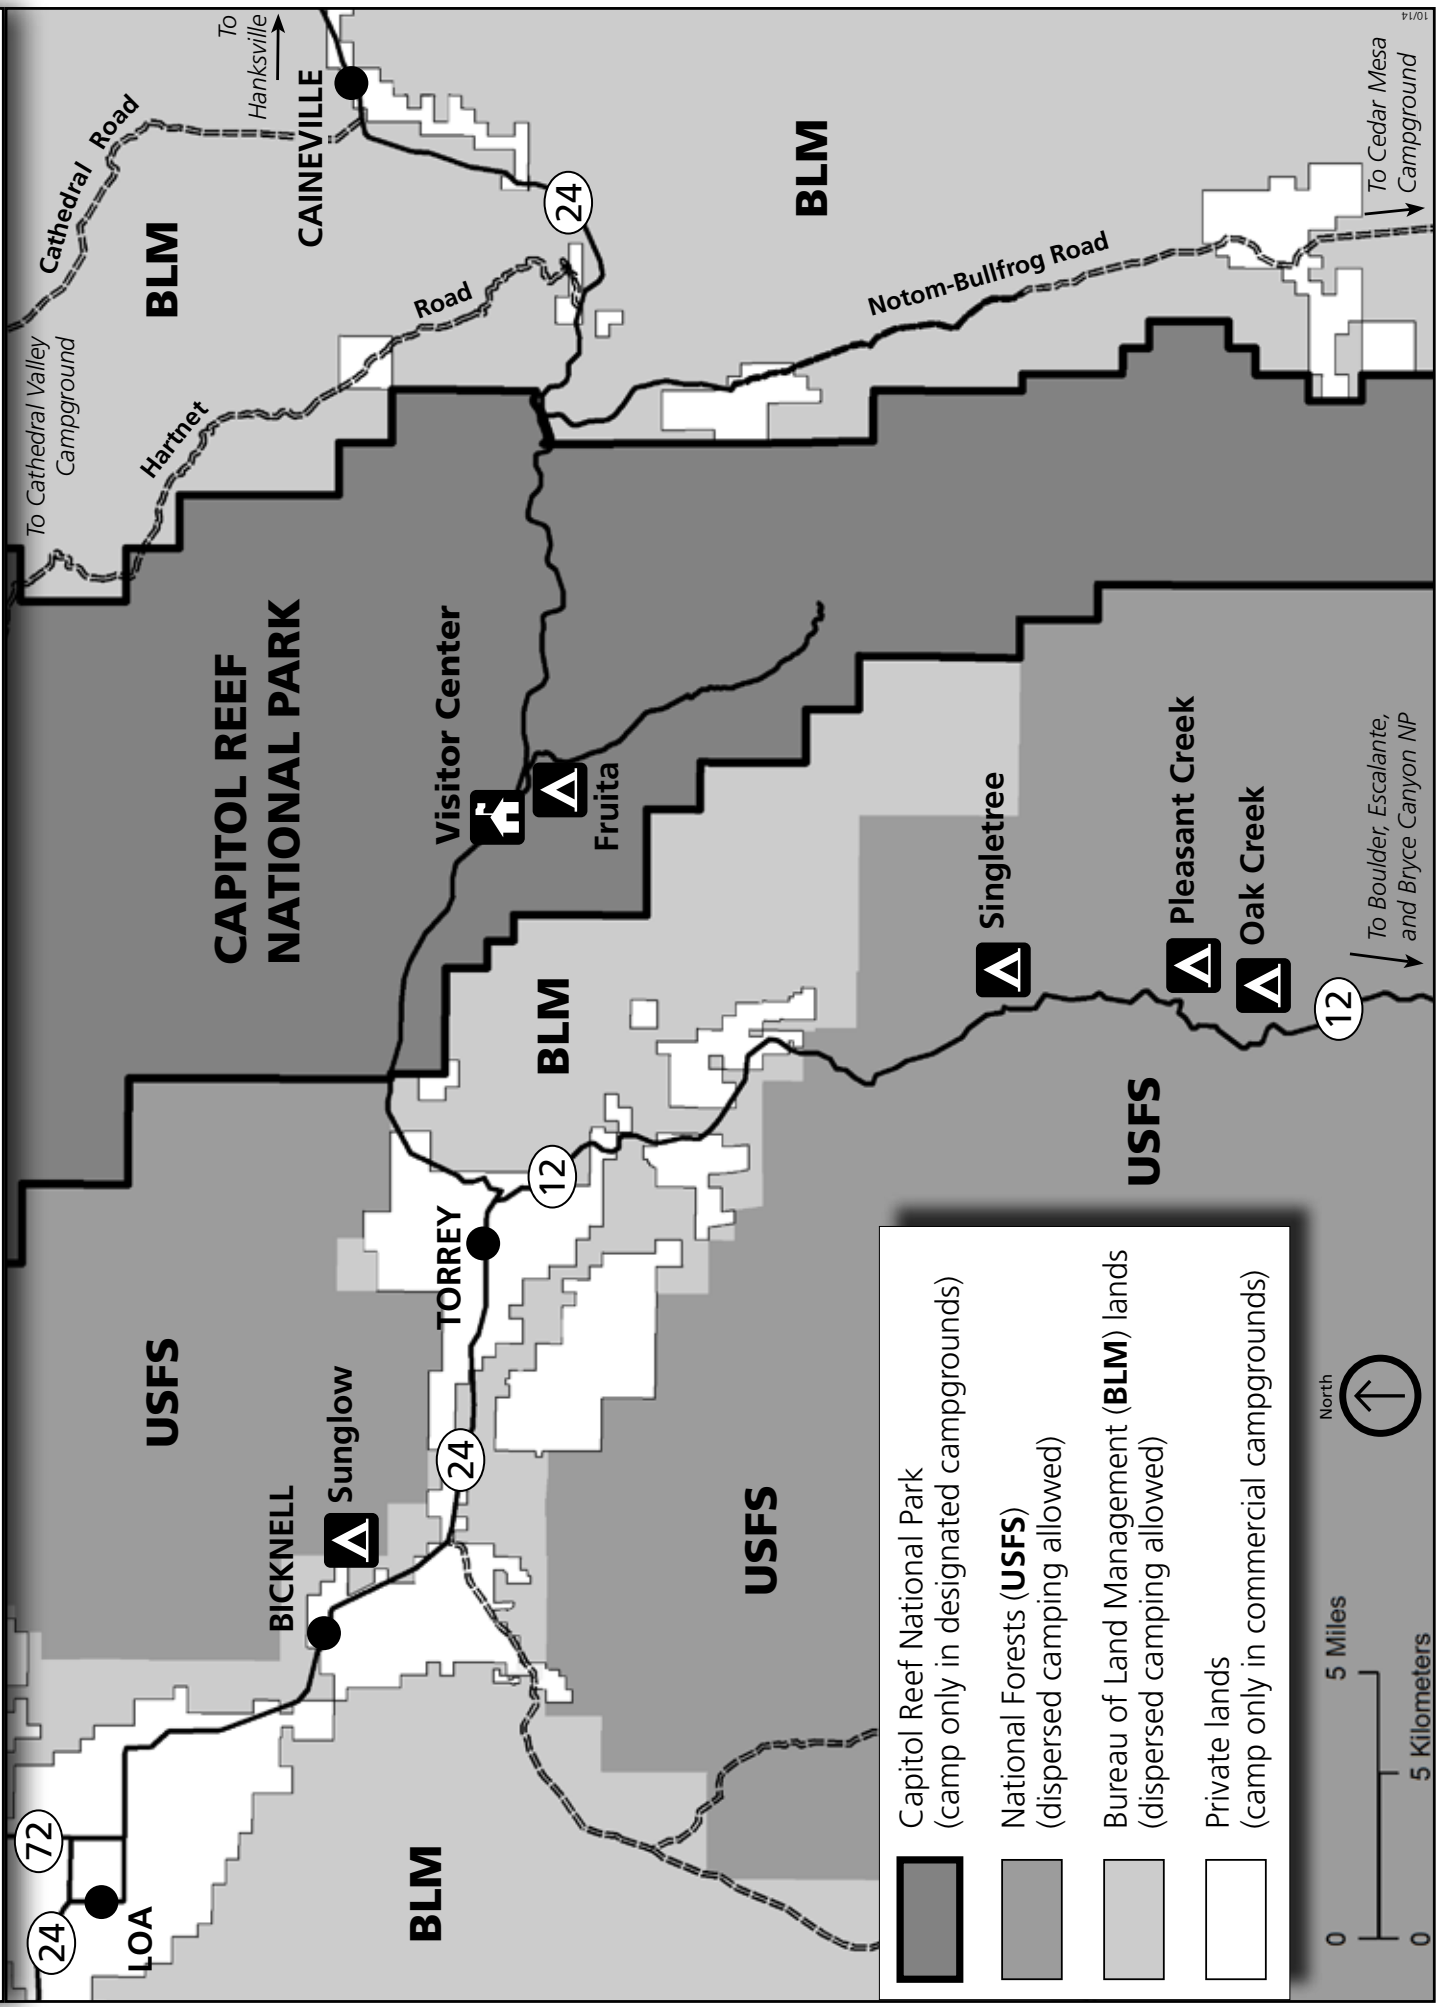 To
Hanksville
CAINEVILLE
Cathedral Road
BLM
To Cathedral Valley
Campground
Hartnet Road
24
BLM
Notom-Bullfrog Road
To Cedar Mesa
Campground
10/14
CAPITOL REEF
NATIONAL PARK
Visitor Center
Fruita
BLM
Singletree
Pleasant Creek
Oak Creek
12
To Boulder, Escalante,
and Bryce Canyon NP
USFS
12
TORREY
USFS
24
Sunglow
BICKNELL
USFS
72
24
LOA
BLM
Capitol Reef National Park
(camp only in designated campgrounds)
National Forests (USFS)
(dispersed camping allowed)
Bureau of Land Management (BLM) lands
(dispersed camping allowed)
Private lands
(camp only in commercial campgrounds)
North
0 5 Miles
0 5 Kilometers